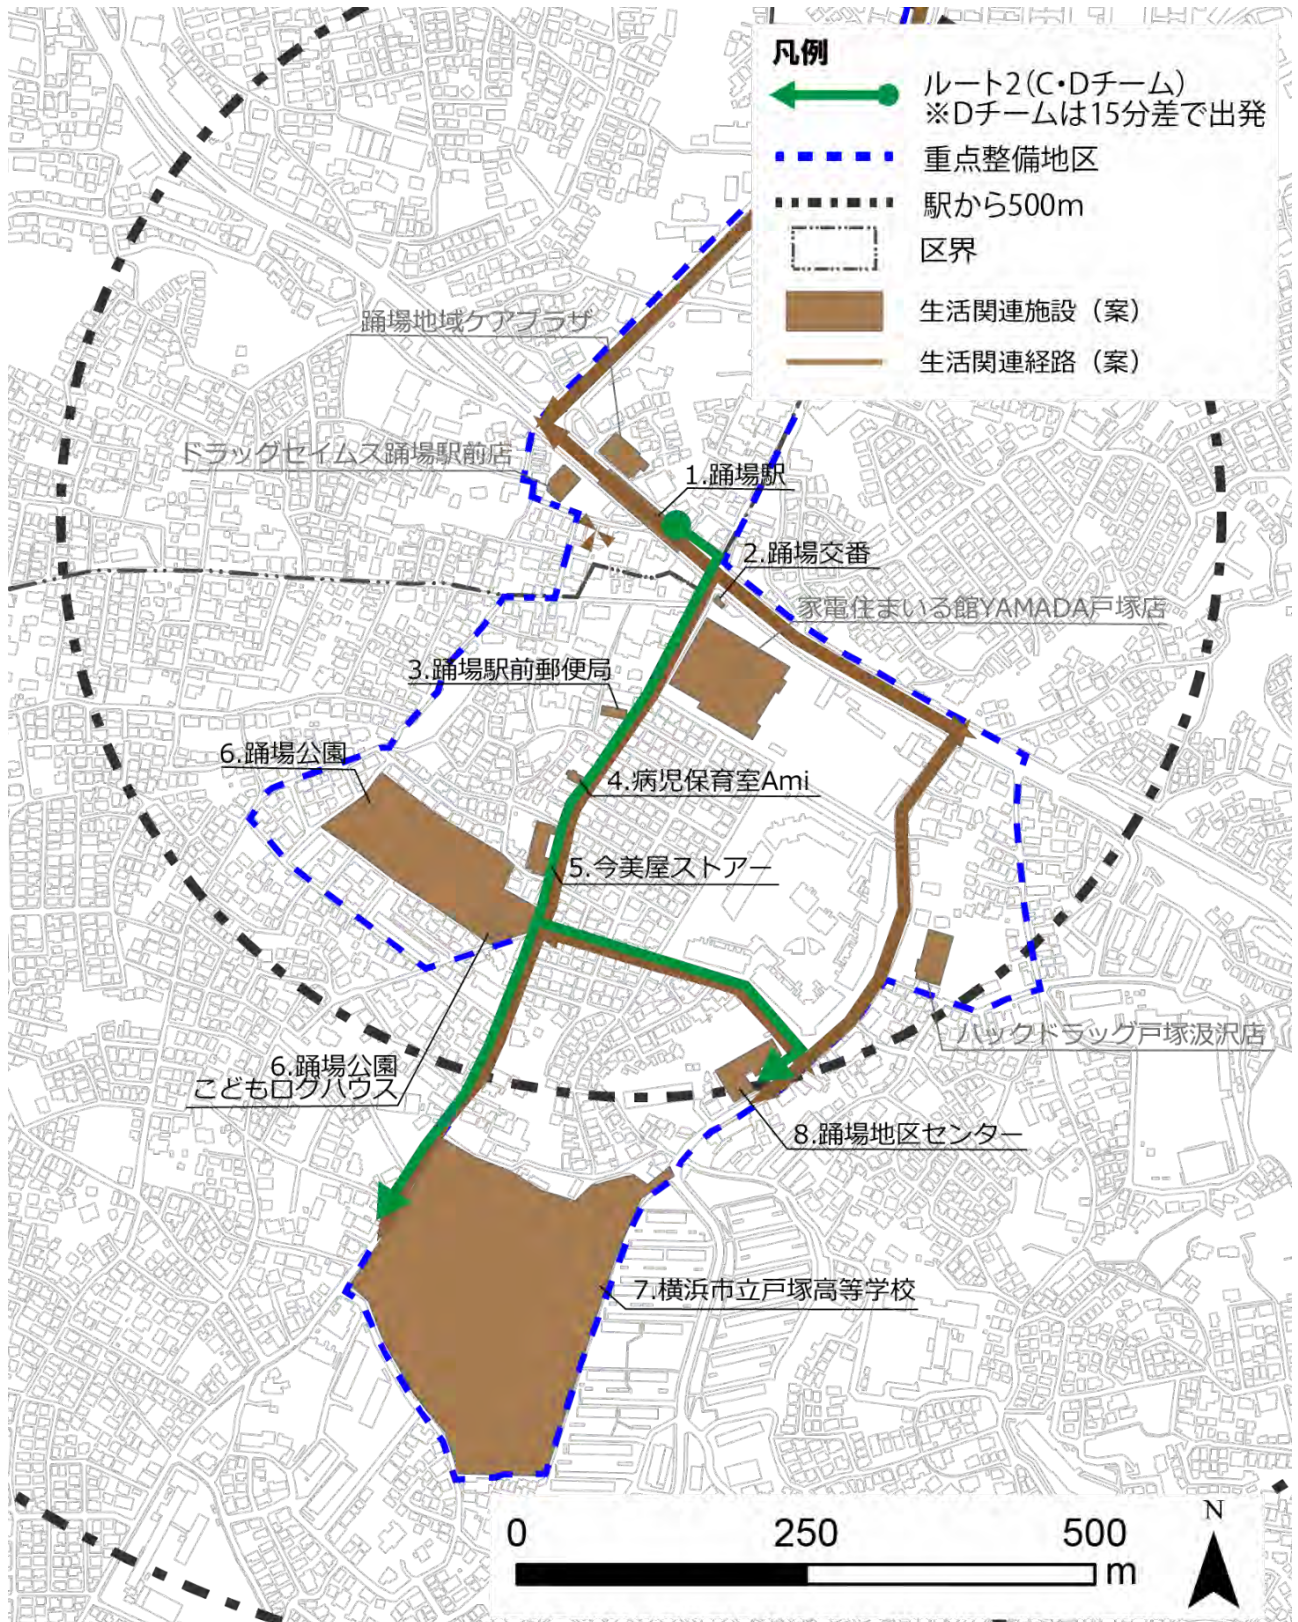 凡例
ルート2(C・Dチーム)
※Dチームは15分差で出発
重点整備地区
駅から500m
区界
生活関連施設（案）
生活関連経路（案）
踊場地域ケアプラザ
ドラッグセイムス踊場駅前店
1.踊場駅
2.踊場交番
家電住まいる館YAMADA戸塚店
3.踊場駅前郵便局
6.踊場公園
4.病児保育室Ami
5.今美屋ストアー
ハックドラッグ戸塚汲沢店
6.踊場公園
こどもログハウス
8.踊場地区センター
7.横浜市立戸塚高等学校
0 250 500
m
N